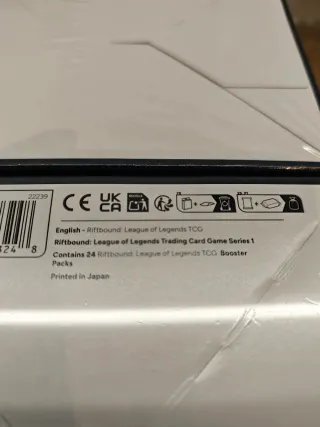 22239
CE UK CA
English - Riftbound: League of Legends TCG
Riftbound: League of Legends Trading Card Game Series 1
Contains 24 Riftbound: League of Legends TCG Booster
Packs
Printed in Japan
424 8